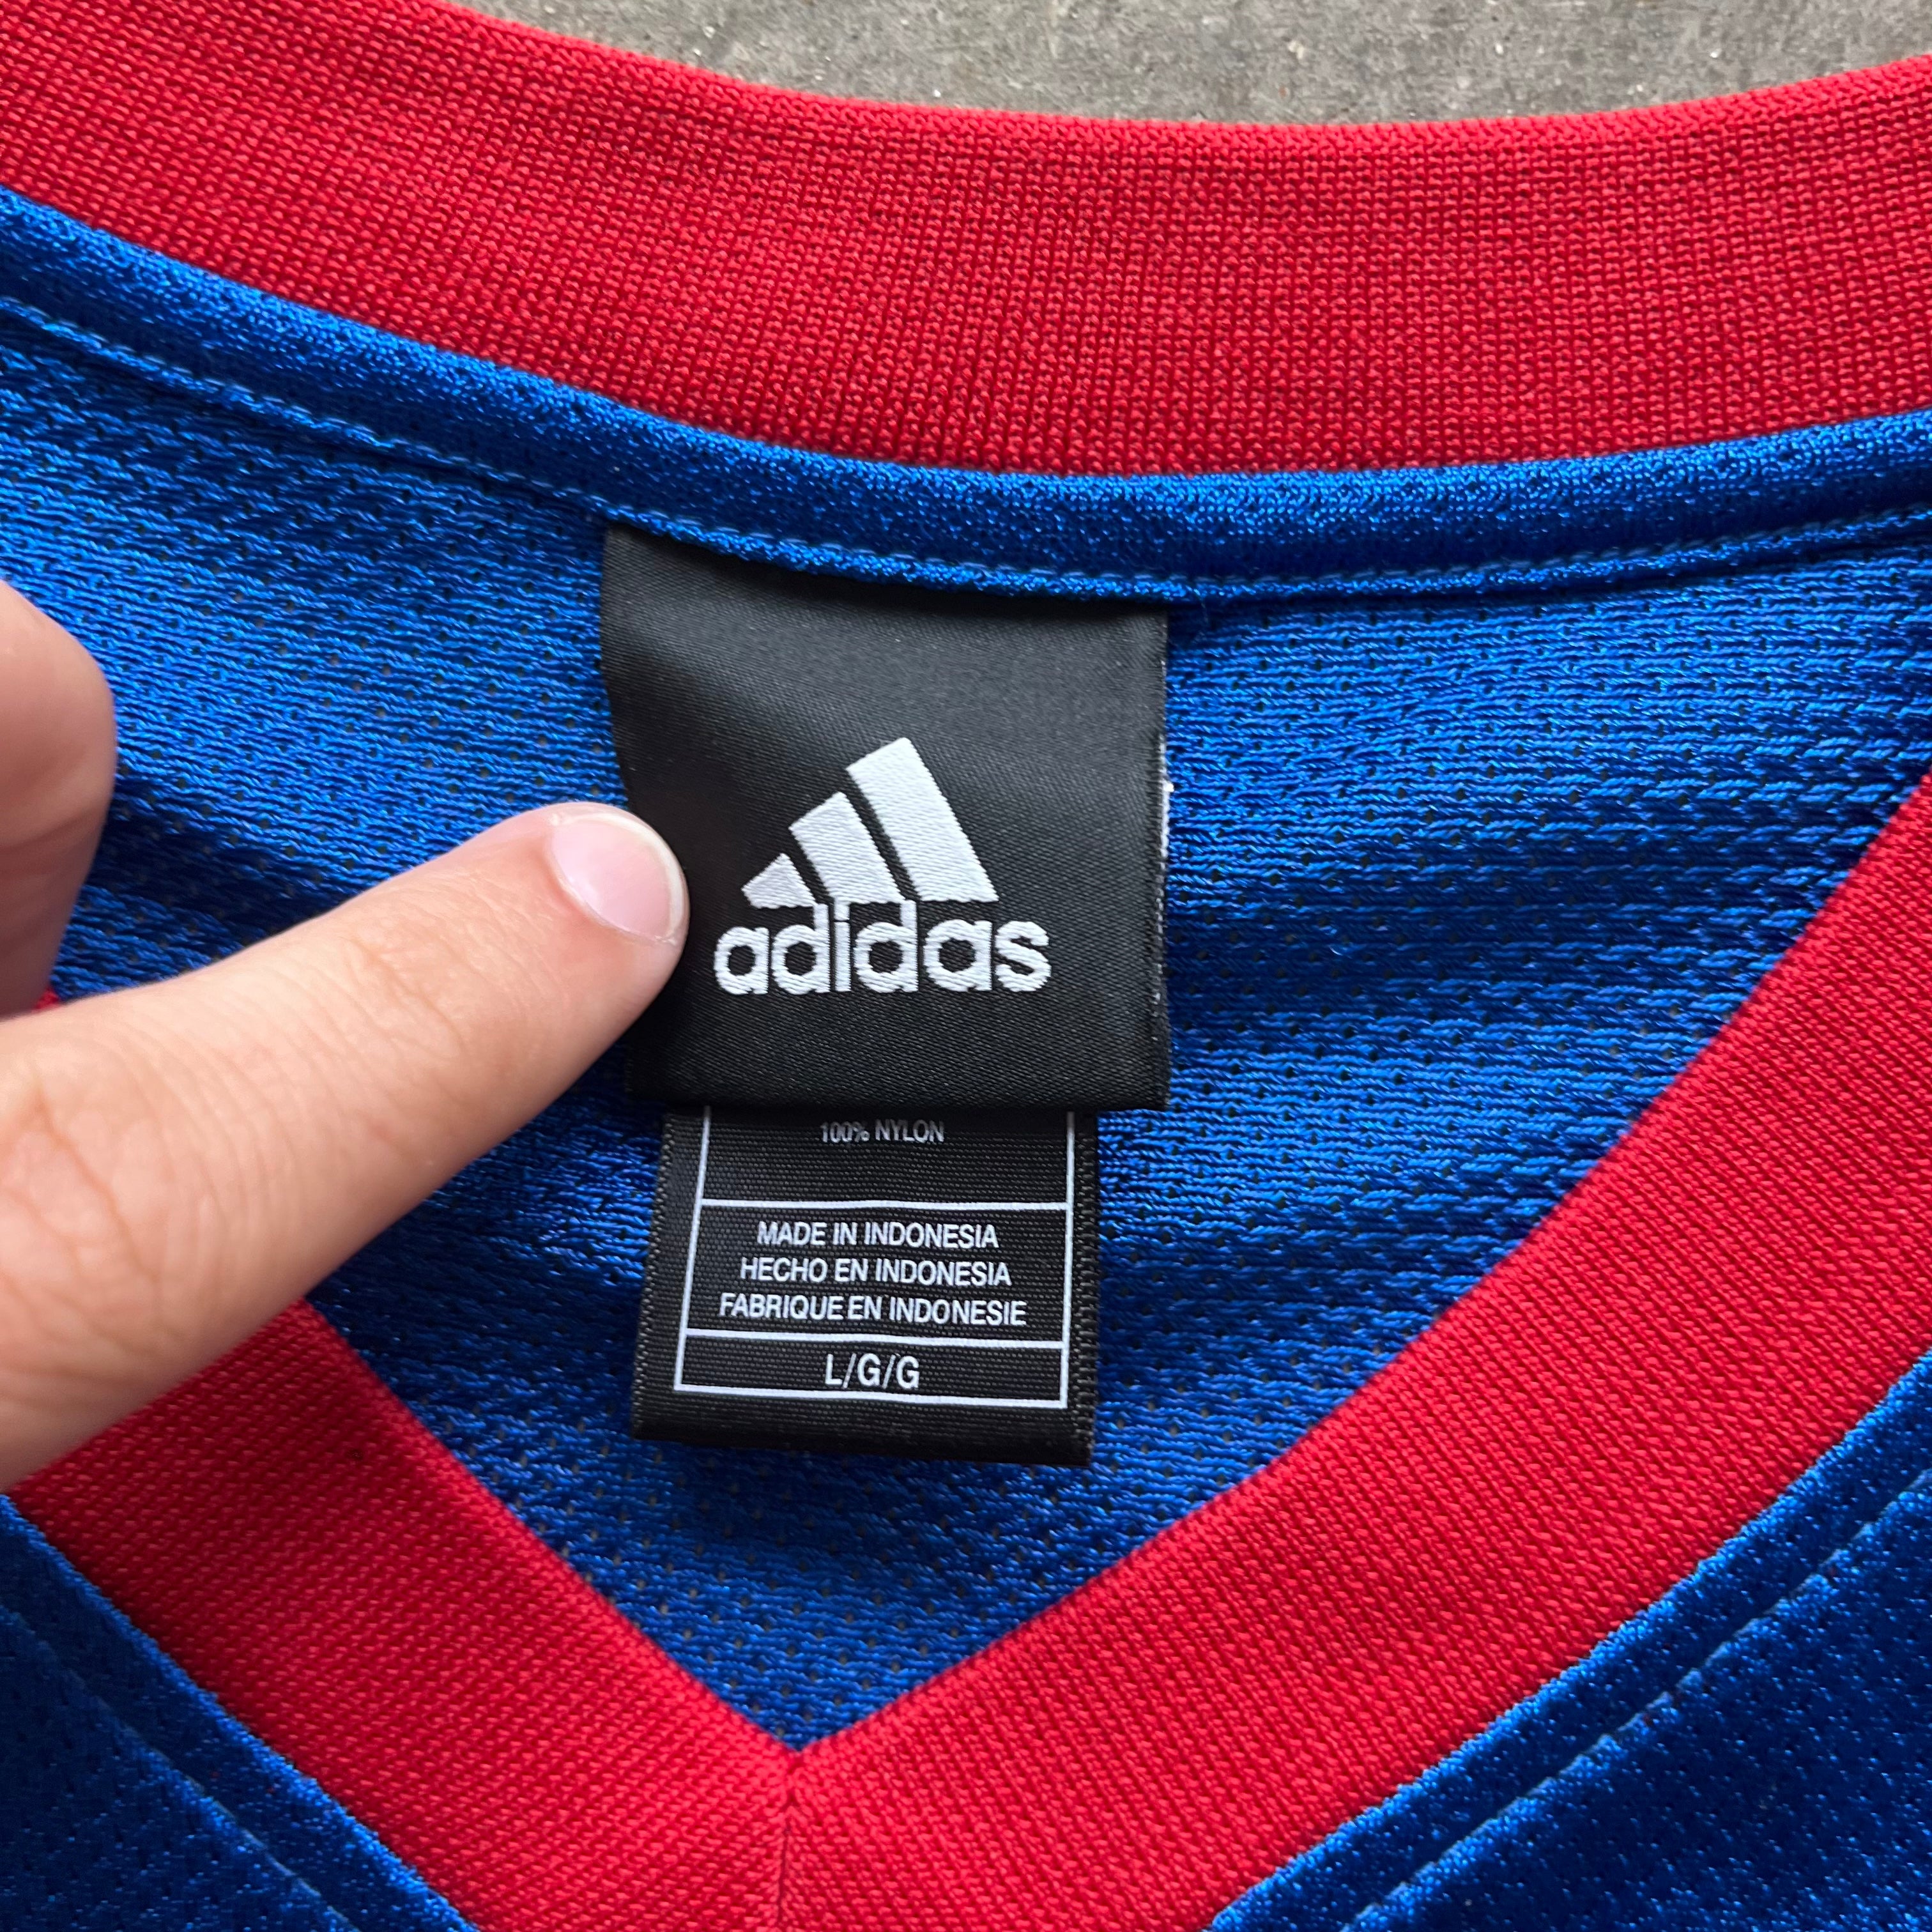 adidas
100% NYLON
MADE IN INDONESIA
HECHO EN INDONESIA
FABRIQUE EN INDONESIE
L/G/G